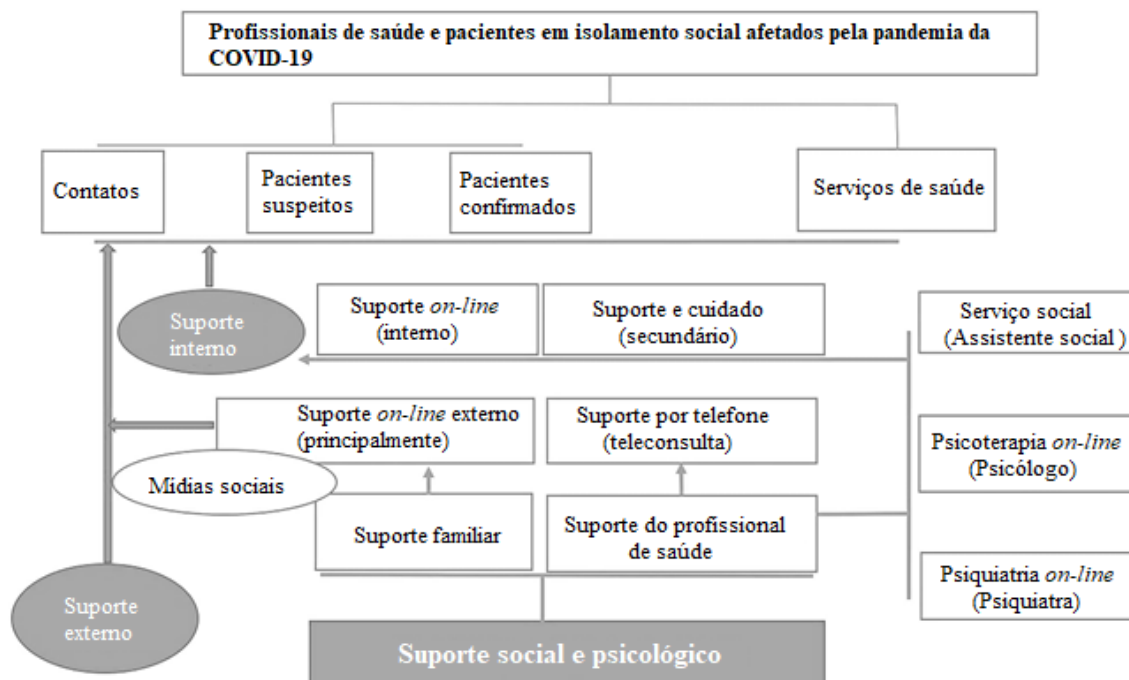 Profissionais de saúde e pacientes em isolamento social afetados pela pandemia da
COVID-19
Contatos
Pacientes
suspeitos
Pacientes
confirmados
Serviços de saúde
Suporte
interno
Suporte on-line
(interno)
Suporte e cuidado
(secundário)
Serviço social
(Assistente social )
Suporte on-line externo
(principalmente)
Suporte por telefone
(teleconsulta)
Psicoterapia on-line
(Psicólogo)
Mídias sociais
Suporte familiar
Suporte do profissional
de saúde
Psiquiatria on-line
(Psiquiatra)
Suporte
externo
Suporte social e psicológico